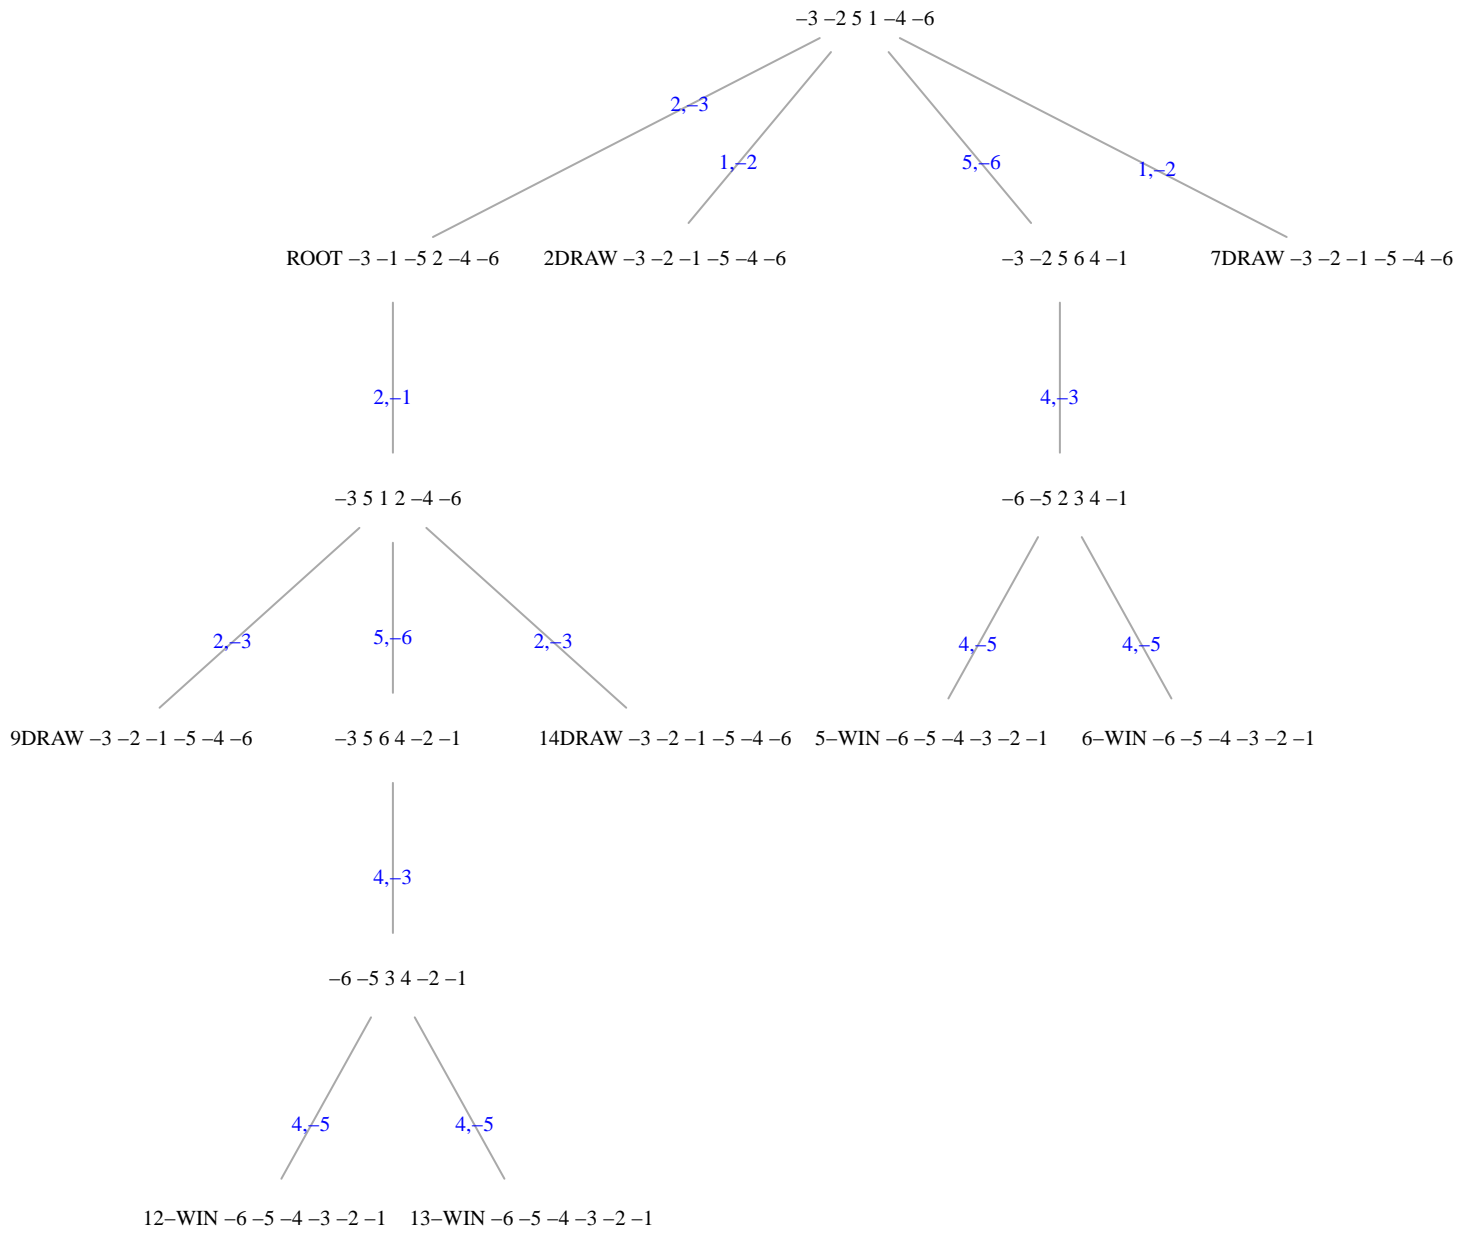 −3 −2 5 1 −4 −6
2,−3
1,−2
5,−6
1,−2
ROOT −3 −1 −5 2 −4 −6
2DRAW −3 −2 −1 −5 −4 −6
−3 −2 5 6 4 −1
7DRAW −3 −2 −1 −5 −4 −6
2,−1
4,−3
−3 5 1 2 −4 −6
−6 −5 2 3 4 −1
2,−3
5,−6
2,−3
4,−5
4,−5
9DRAW −3 −2 −1 −5 −4 −6
−3 5 6 4 −2 −1
14DRAW −3 −2 −1 −5 −4 −6
5−WIN −6 −5 −4 −3 −2 −1
6−WIN −6 −5 −4 −3 −2 −1
4,−3
−6 −5 3 4 −2 −1
4,−5
4,−5
12−WIN −6 −5 −4 −3 −2 −1
13−WIN −6 −5 −4 −3 −2 −1